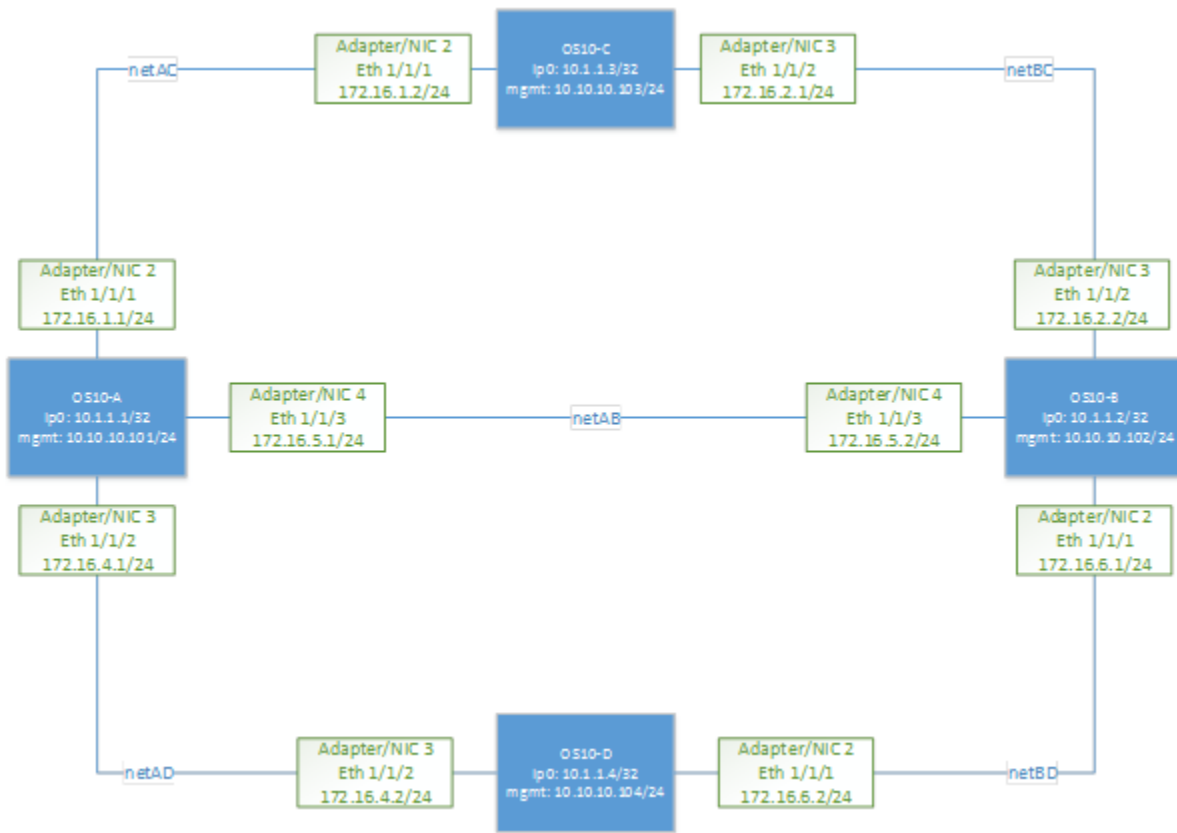 Adapter/NIC 2
Eth 1/1/1
172.16.1.2/24
OS10-C
lp0: 10.1.1.3/32
mgmt: 10.10.10.103/24
Adapter/NIC 3
Eth 1/1/2
172.16.2.1/24
netAC
netBC
Adapter/NIC 2
Eth 1/1/1
172.16.1.1/24
Adapter/NIC 3
Eth 1/1/2
172.16.2.2/24
OS10-A
lp0: 10.1.1.1/32
mgmt: 10.10.10.101/24
Adapter/NIC 4
Eth 1/1/3
172.16.5.1/24
netAB
Adapter/NIC 4
Eth 1/1/3
172.16.5.2/24
OS10-B
lp0: 10.1.1.2/32
mgmt: 10.10.10.102/24
Adapter/NIC 3
Eth 1/1/2
172.16.4.1/24
Adapter/NIC 2
Eth 1/1/1
172.16.6.1/24
netAD
Adapter/NIC 3
Eth 1/1/2
172.16.4.2/24
OS10-D
lp0: 10.1.1.4/32
mgmt: 10.10.10.104/24
Adapter/NIC 2
Eth 1/1/1
172.16.6.2/24
netBD